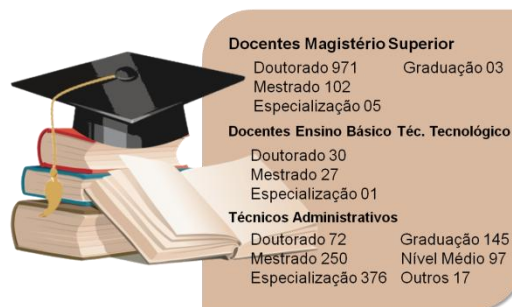 Docentes Magistério Superior
Doutorado 971 Graduação 03
Mestrado 102
Especialização 05
Docentes Ensino Básico Téc. Tecnológico
Doutorado 30
Mestrado 27
Especialização 01
Técnicos Administrativos
Doutorado 72 Graduação 145
Mestrado 250 Nível Médio 97
Especialização 376 Outros 17